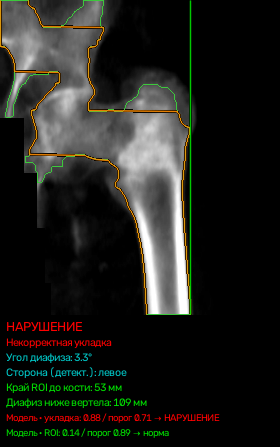 НАРУШЕНИЕ
Некорректная укладка
Угол диафиза: 3.3°
Сторона (детект.): левое
Край ROI до кости: 53 мм
Диафиз ниже вертела: 109 мм
Модель • укладка: 0.88 / порог 0.71 → НАРУШЕНИЕ
Модель • ROI: 0.14 / порог 0.89 → норма